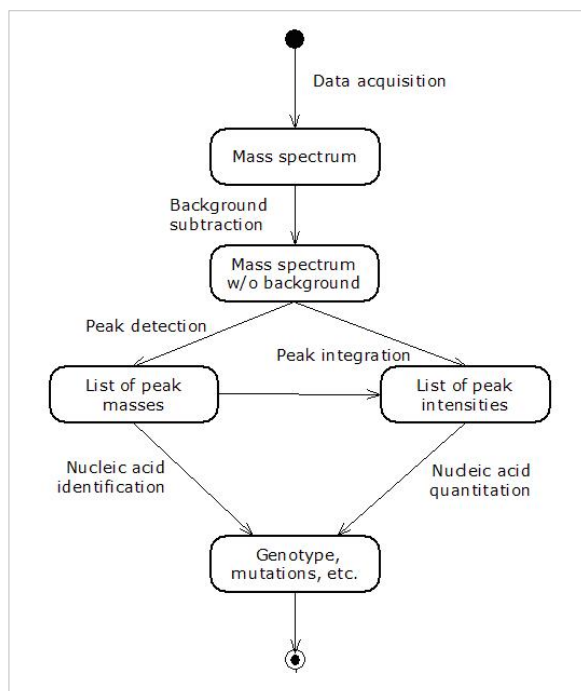 Data acquisition
Mass spectrum
Background
subtraction
Mass spectrum
w/o background
Peak detection
Peak integration
List of peak
masses
List of peak
intensities
Nucleic acid
identification
Nucleic acid
quantitation
Genotype,
mutations, etc.